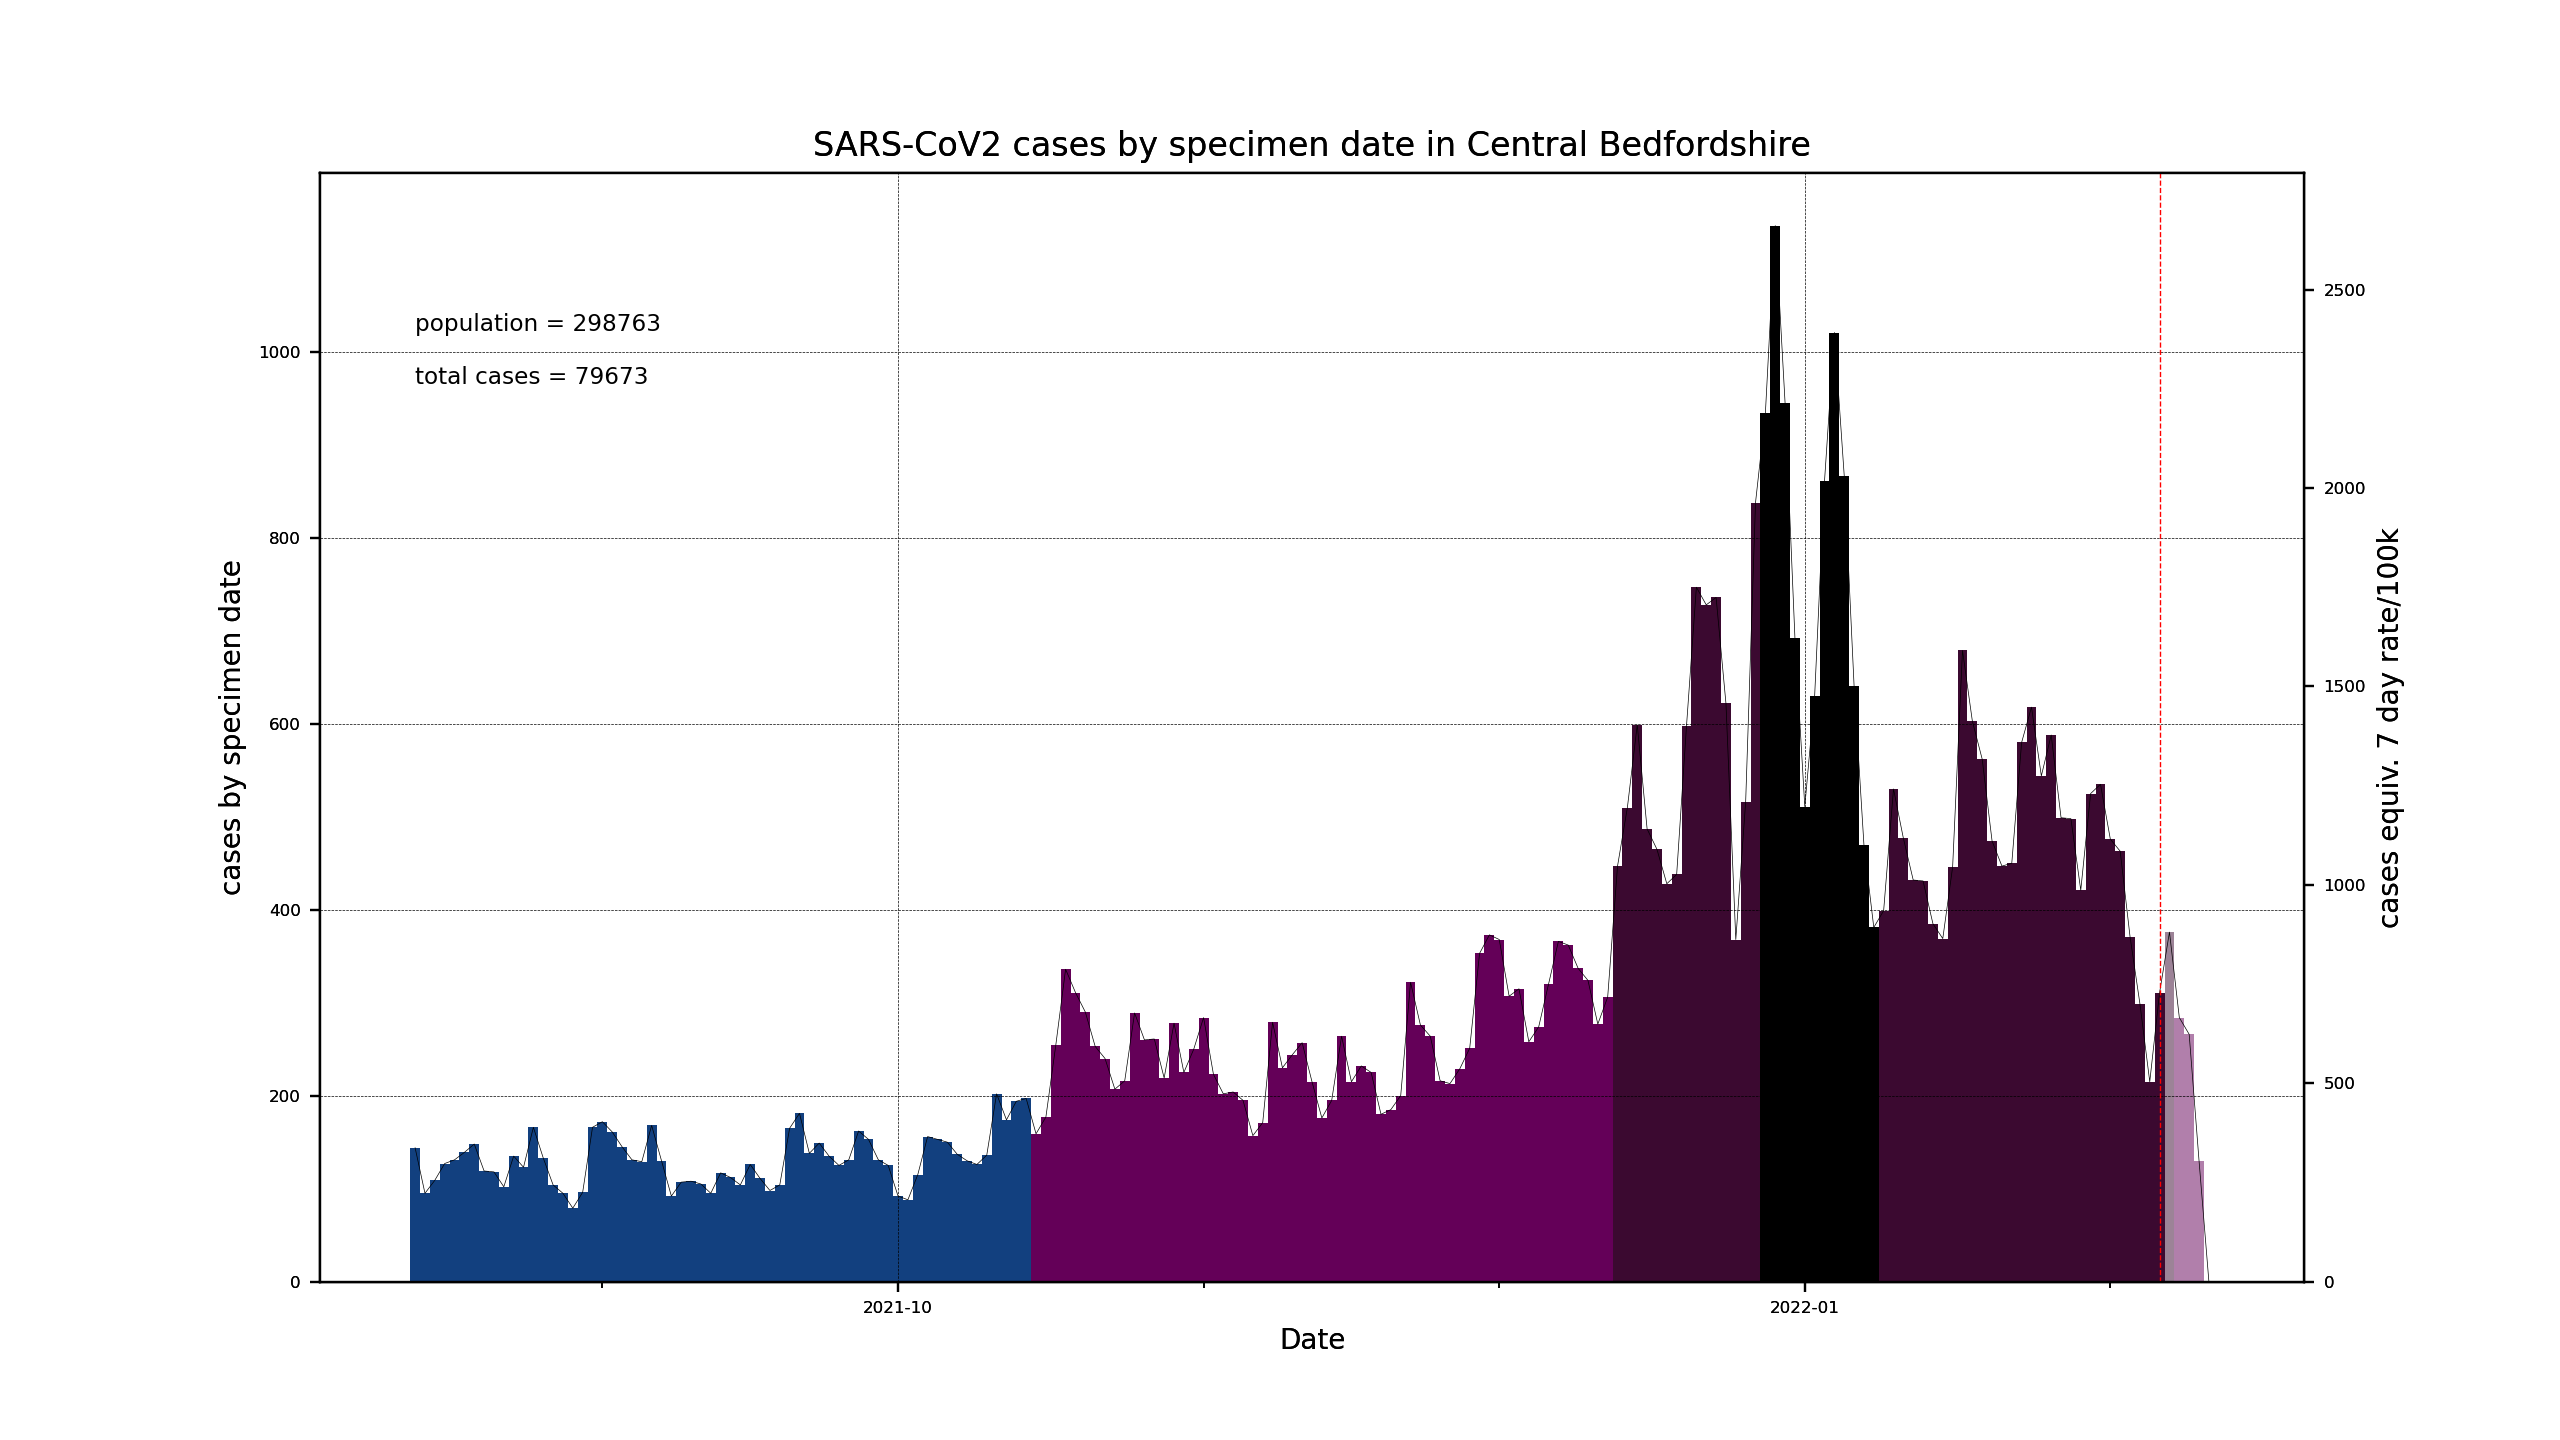 SARS-CoV2 cases by specimen date in Central Bedfordshire
population = 298763
total cases = 79673
cases by specimen date
1000
800
600
400
200
0
2500
2000
1500
1000
500
0
cases equiv. 7 day rate/100k
2021-10
2022-01
Date